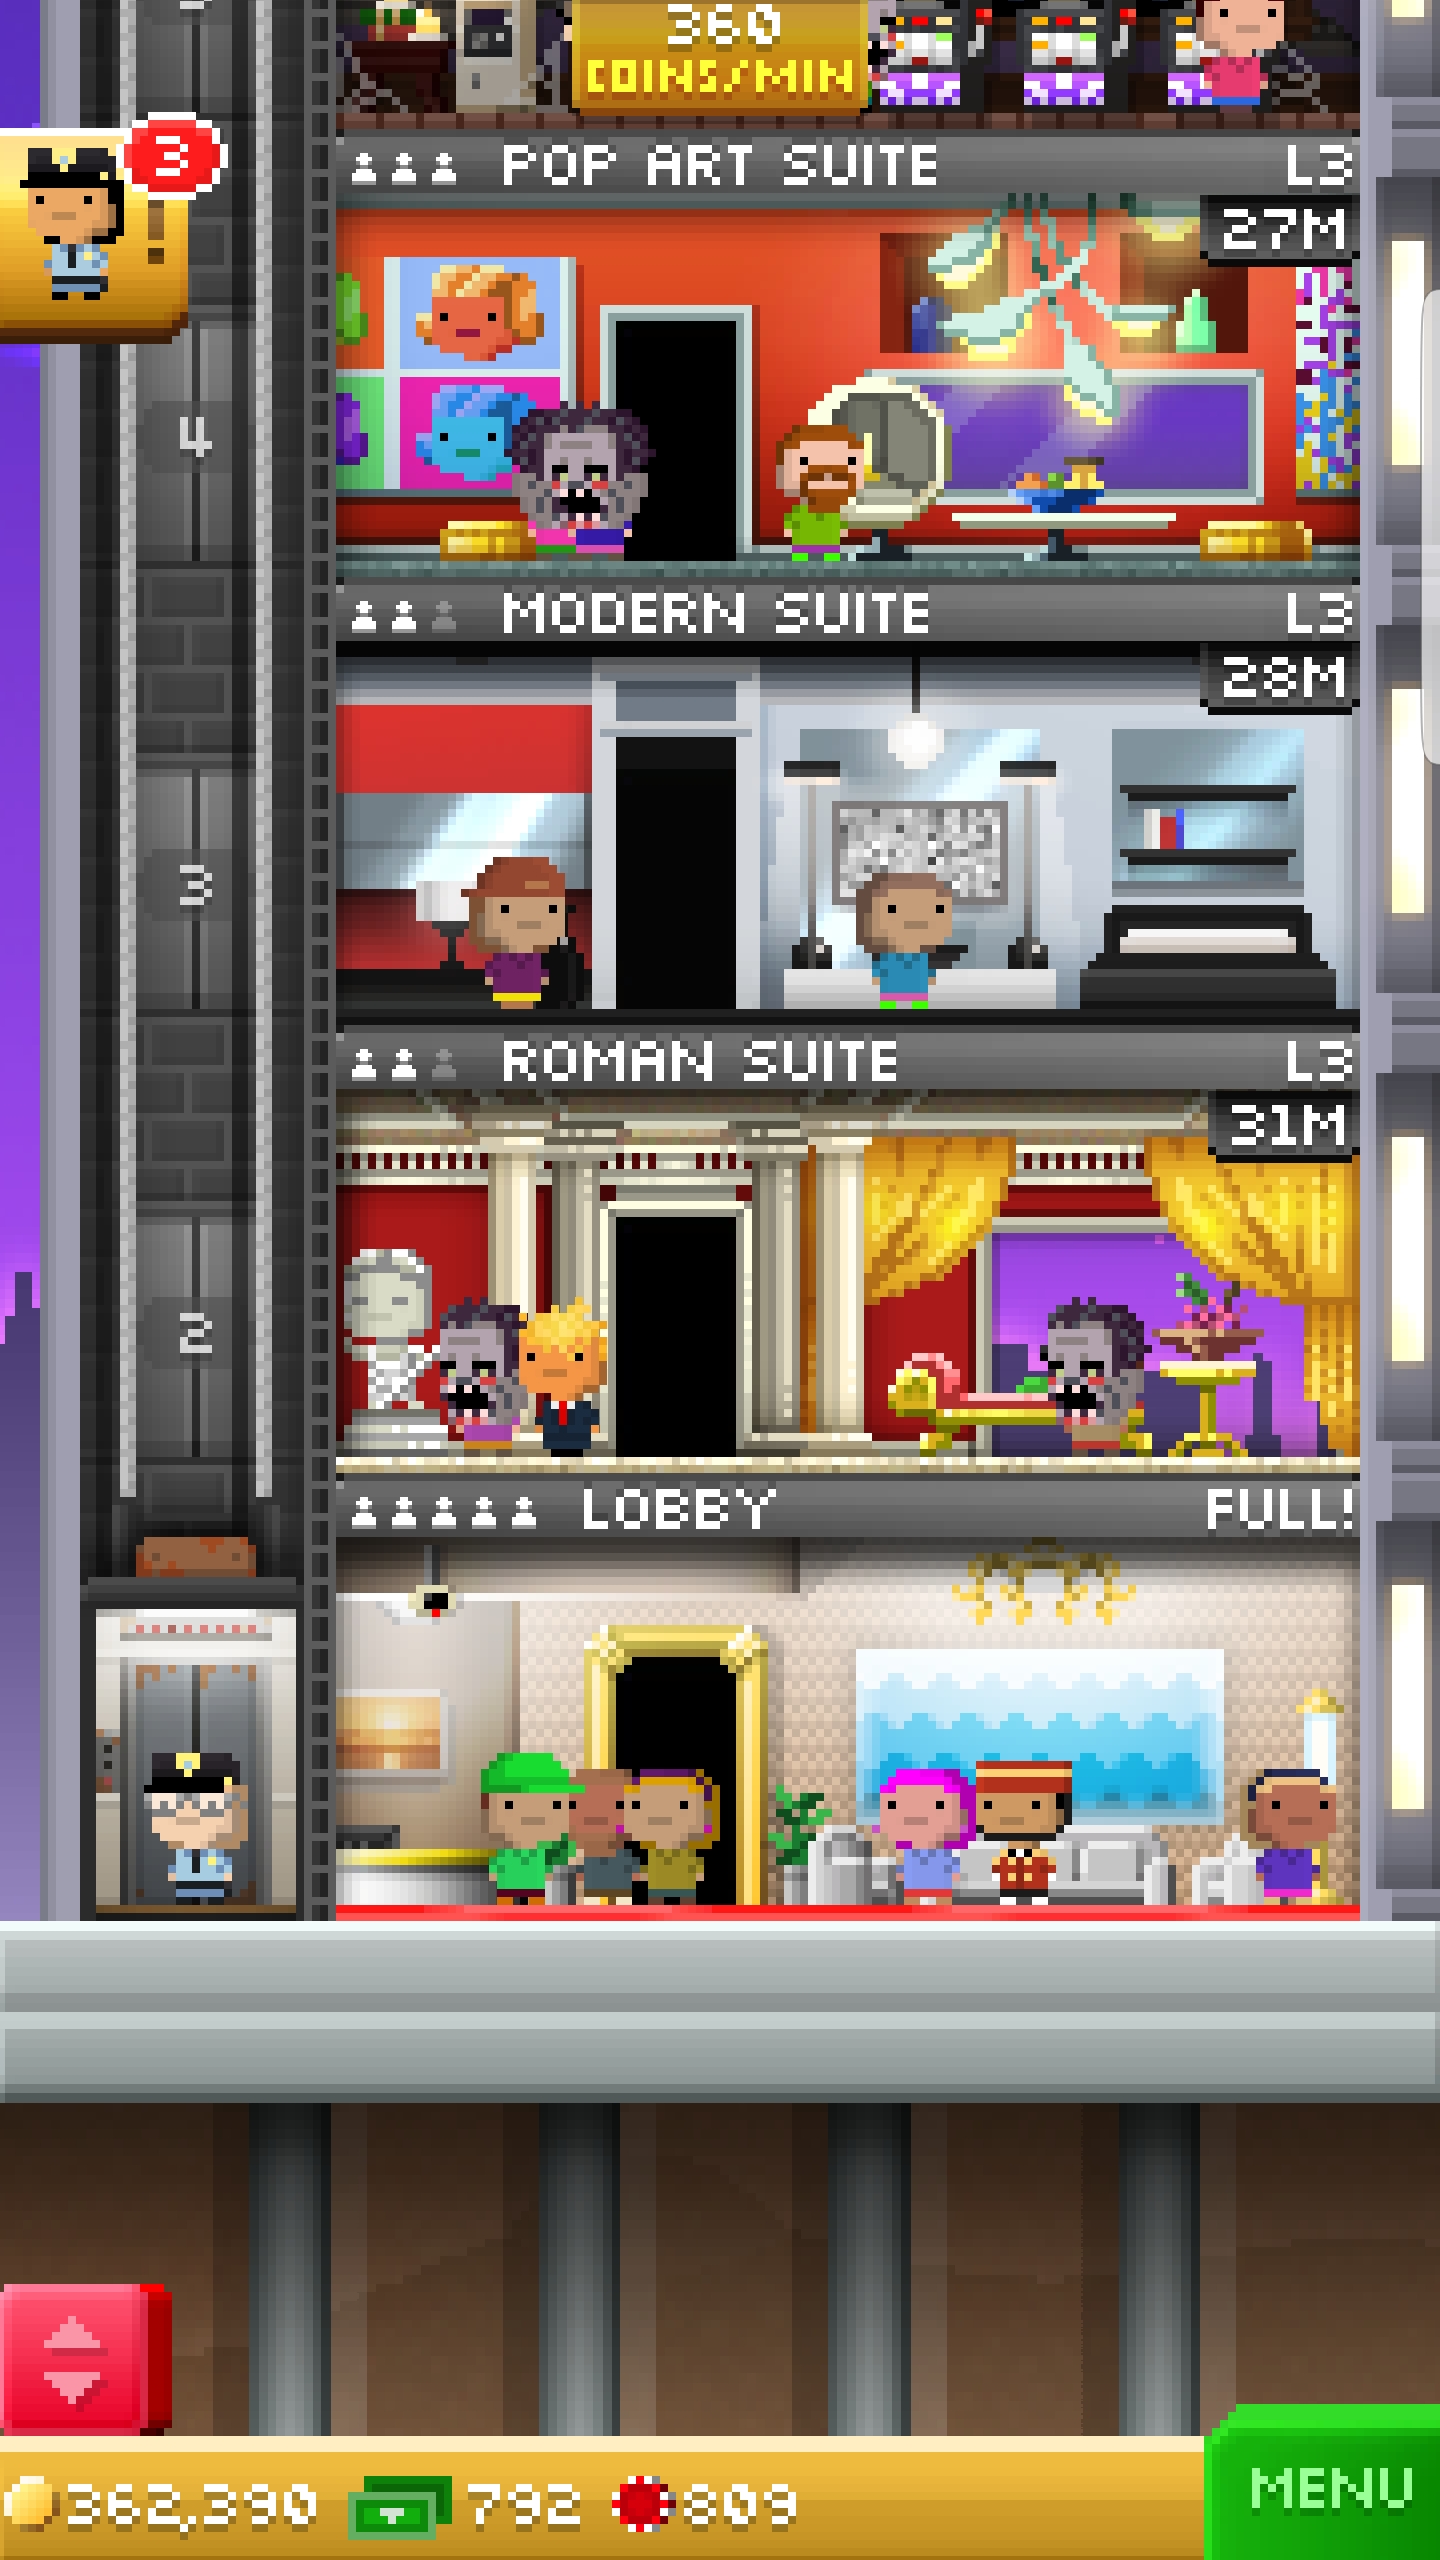 360
COINS/MIN
3
!
POP ART SUITE L3
27M
4
MODERN SUITE L3
28M
3
ROMAN SUITE L3
31M
2
LOBBY FULL!
362,390 792 809
MENU